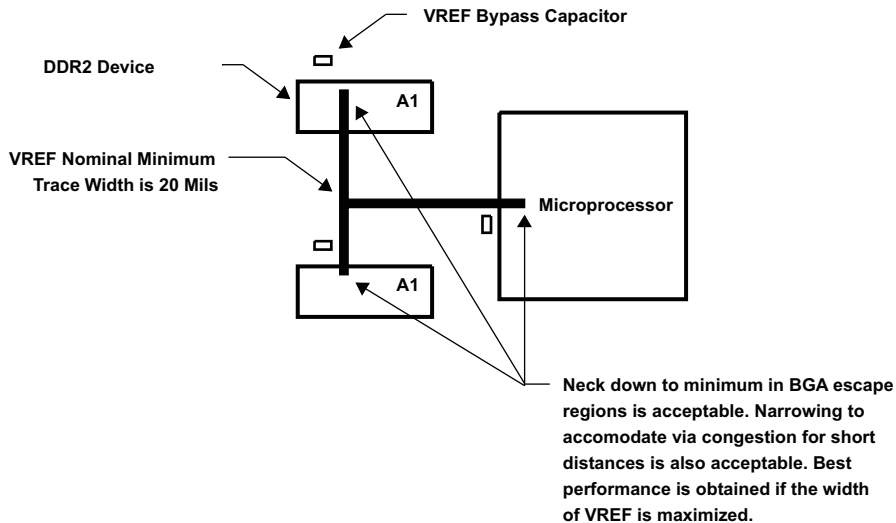 VREF Bypass Capacitor
DDR2 Device
A1
VREF Nominal Minimum
Trace Width is 20 Mils
Microprocessor
A1
Neck down to minimum in BGA escape
regions is acceptable. Narrowing to
accomodate via congestion for short
distances is also acceptable. Best
performance is obtained if the width
of VREF is maximized.